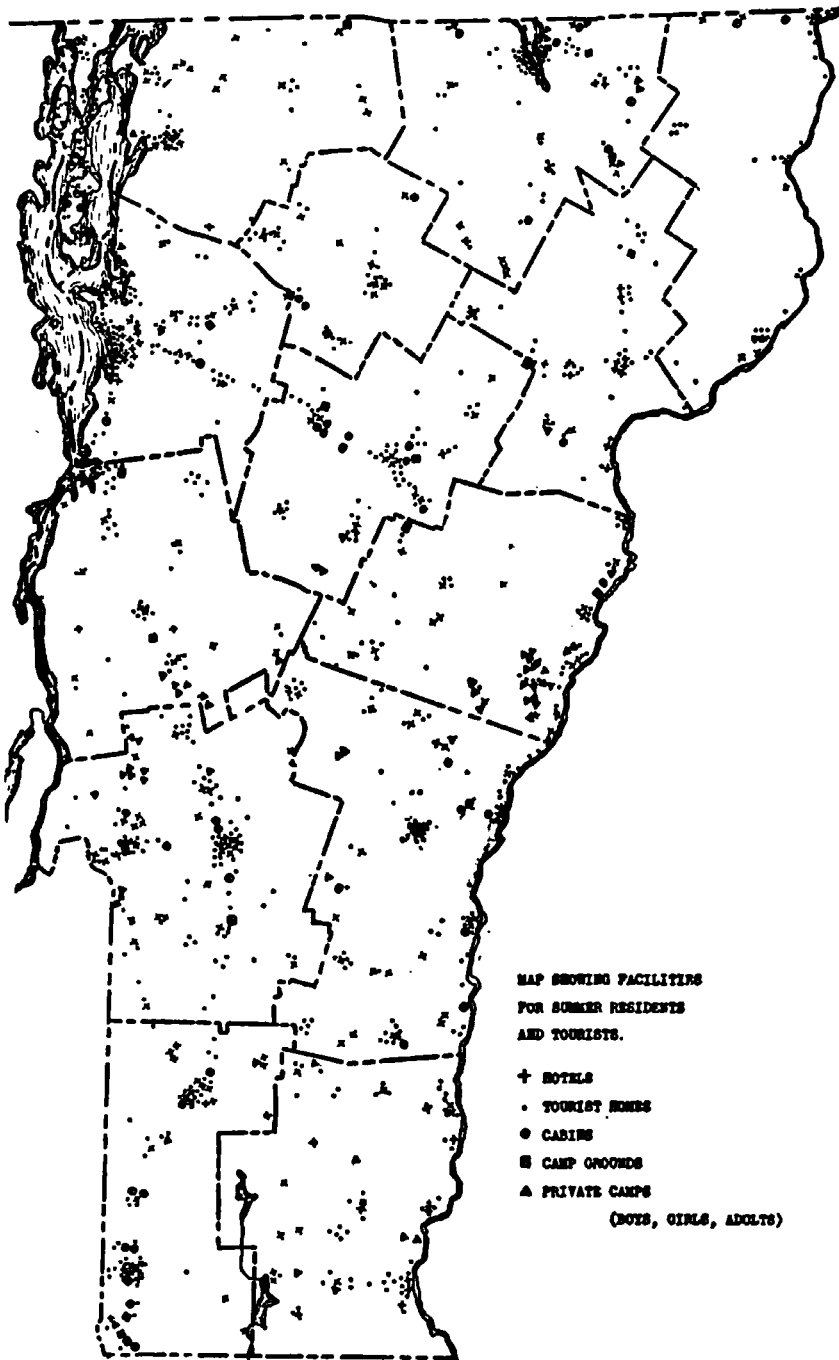 MAP SHOWING FACILITIES
FOR SUMMER RESIDENTS
AND TOURISTS.
+ HOTELS
. TOURIST HOMES
● CABINS
■ CAMP GROUNDS
▲ PRIVATE CAMPS
(BOYS, GIRLS, ADULTS)